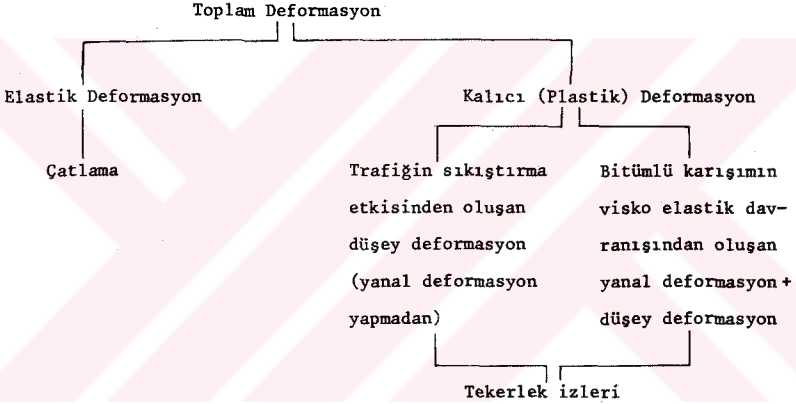 Toplam Deformasyon
Elastik Deformasyon
Kalıcı (Plastik) Deformasyon
Çatlama
Trafiğin sıkıştırma
etkisinden oluşan
düşey deformasyon
(yanal deformasyon
yapmadan)
Bitümlü karışımın
visko elastik dav-
ranışından oluşan
yanal deformasyon+
düşey deformasyon
Tekerlek izleri